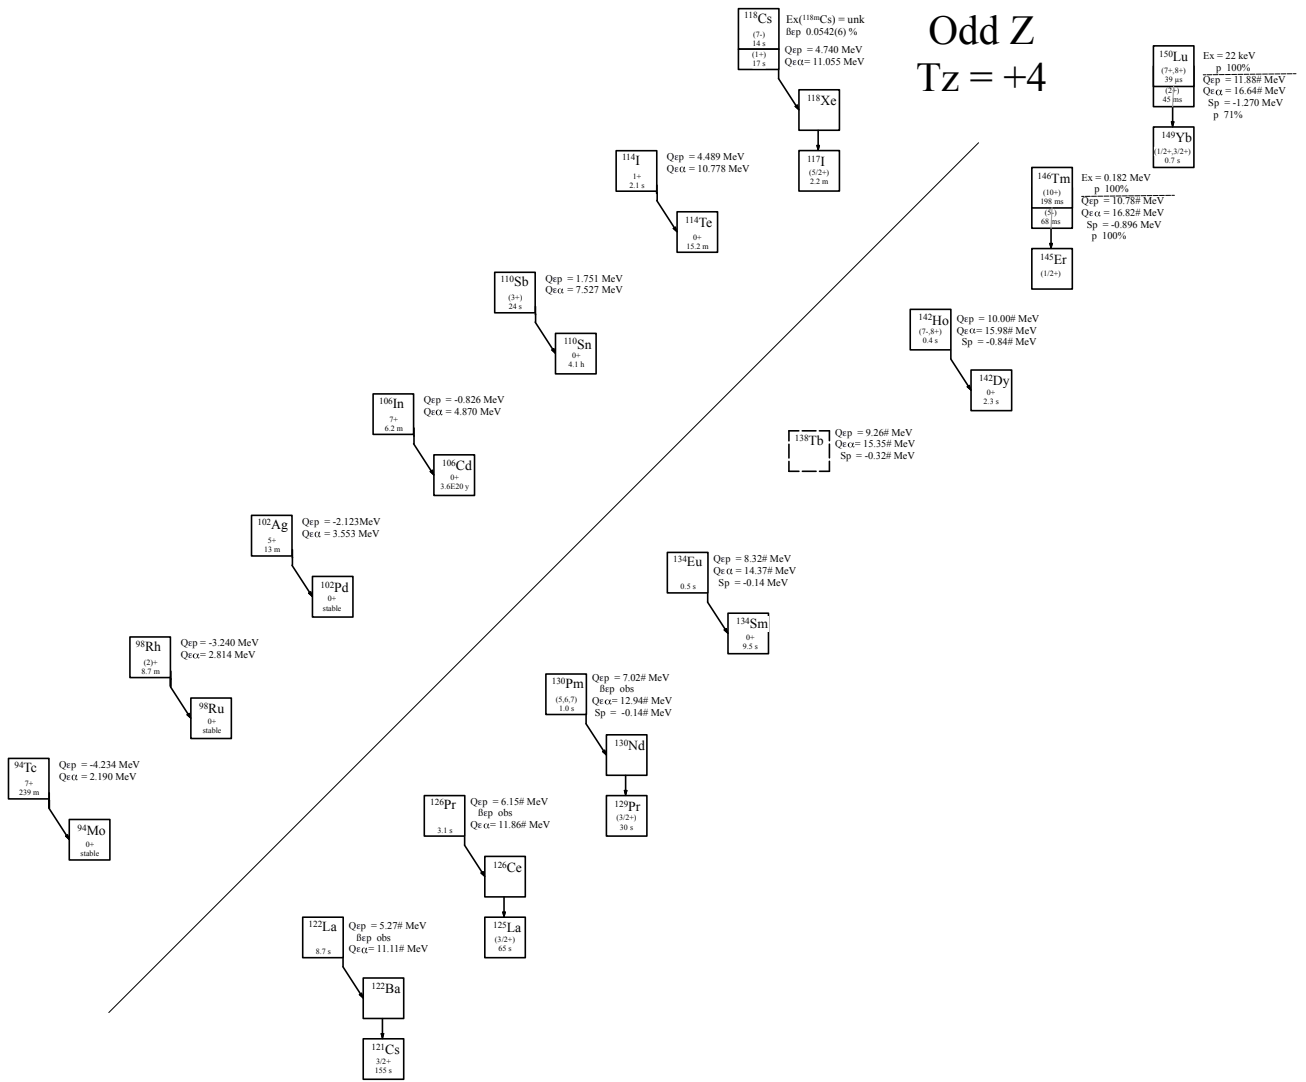 Odd Z
Tz = +4
118Cs
(7-)
14 s
(1+)
17 s
Ex(118mCs) = unk
βεp 0.0542(6) %
Qεp = 4.740 MeV
Qεα = 11.055 MeV
118Xe
117I
(5/2+)
2.2 m
150Lu
(7+,8+)
39 μs
(2+)
45 ms
Ex = 22 keV
p 100%
Qεp = 11.88# MeV
Qεα = 16.64# MeV
Sp = -1.270 MeV
p 71%
149Yb
(1/2+,3/2+)
0.7 s
114I
1+
2.1 s
Qεp = 4.489 MeV
Qεα = 10.778 MeV
114Te
0+
15.2 m
146Tm
(10+)
198 ms
(5-)
68 ms
Ex = 0.182 MeV
p 100%
Qεp = 10.78# MeV
Qεα = 16.82# MeV
Sp = -0.896 MeV
p 100%
145Er
(1/2+)
110Sb
(3+)
24 s
Qεp = 1.751 MeV
Qεα = 7.527 MeV
110Sn
0+
4.1 h
142Ho
(7-,8+)
0.4 s
Qεp = 10.00# MeV
Qεα= 15.98# MeV
Sp = -0.84# MeV
142Dy
0+
2.3 s
106In
7+
6.2 m
Qεp = -0.826 MeV
Qεα = 4.870 MeV
106Cd
0+
3.6E20 y
138Tb
Qεp = 9.26# MeV
Qεα= 15.35# MeV
Sp = -0.32# MeV
102Ag
5+
13 m
Qεp = -2.123MeV
Qεα = 3.553 MeV
102Pd
0+
stable
134Eu
0.5 s
Qεp = 8.32# MeV
Qεα = 14.37# MeV
Sp = -0.14 MeV
134Sm
0+
9.5 s
98Rh
(2)+
8.7 m
Qεp = -3.240 MeV
Qεα = 2.814 MeV
98Ru
0+
stable
130Pm
(5,6,7)
1.0 s
Qεp = 7.02# MeV
βεp obs
Qεα= 12.94# MeV
Sp = -0.14# MeV
130Nd
129Pr
(3/2+)
30 s
94Tc
7+
239 m
Qεp = -4.234 MeV
Qεα = 2.190 MeV
94Mo
0+
stable
126Pr
3.1 s
Qεp = 6.15# MeV
βεp obs
Qεα= 11.86# MeV
126Ce
125La
(3/2+)
65 s
122La
8.7 s
Qεp = 5.27# MeV
βεp obs
Qεα= 11.11# MeV
122Ba
121Cs
3/2+
155 s